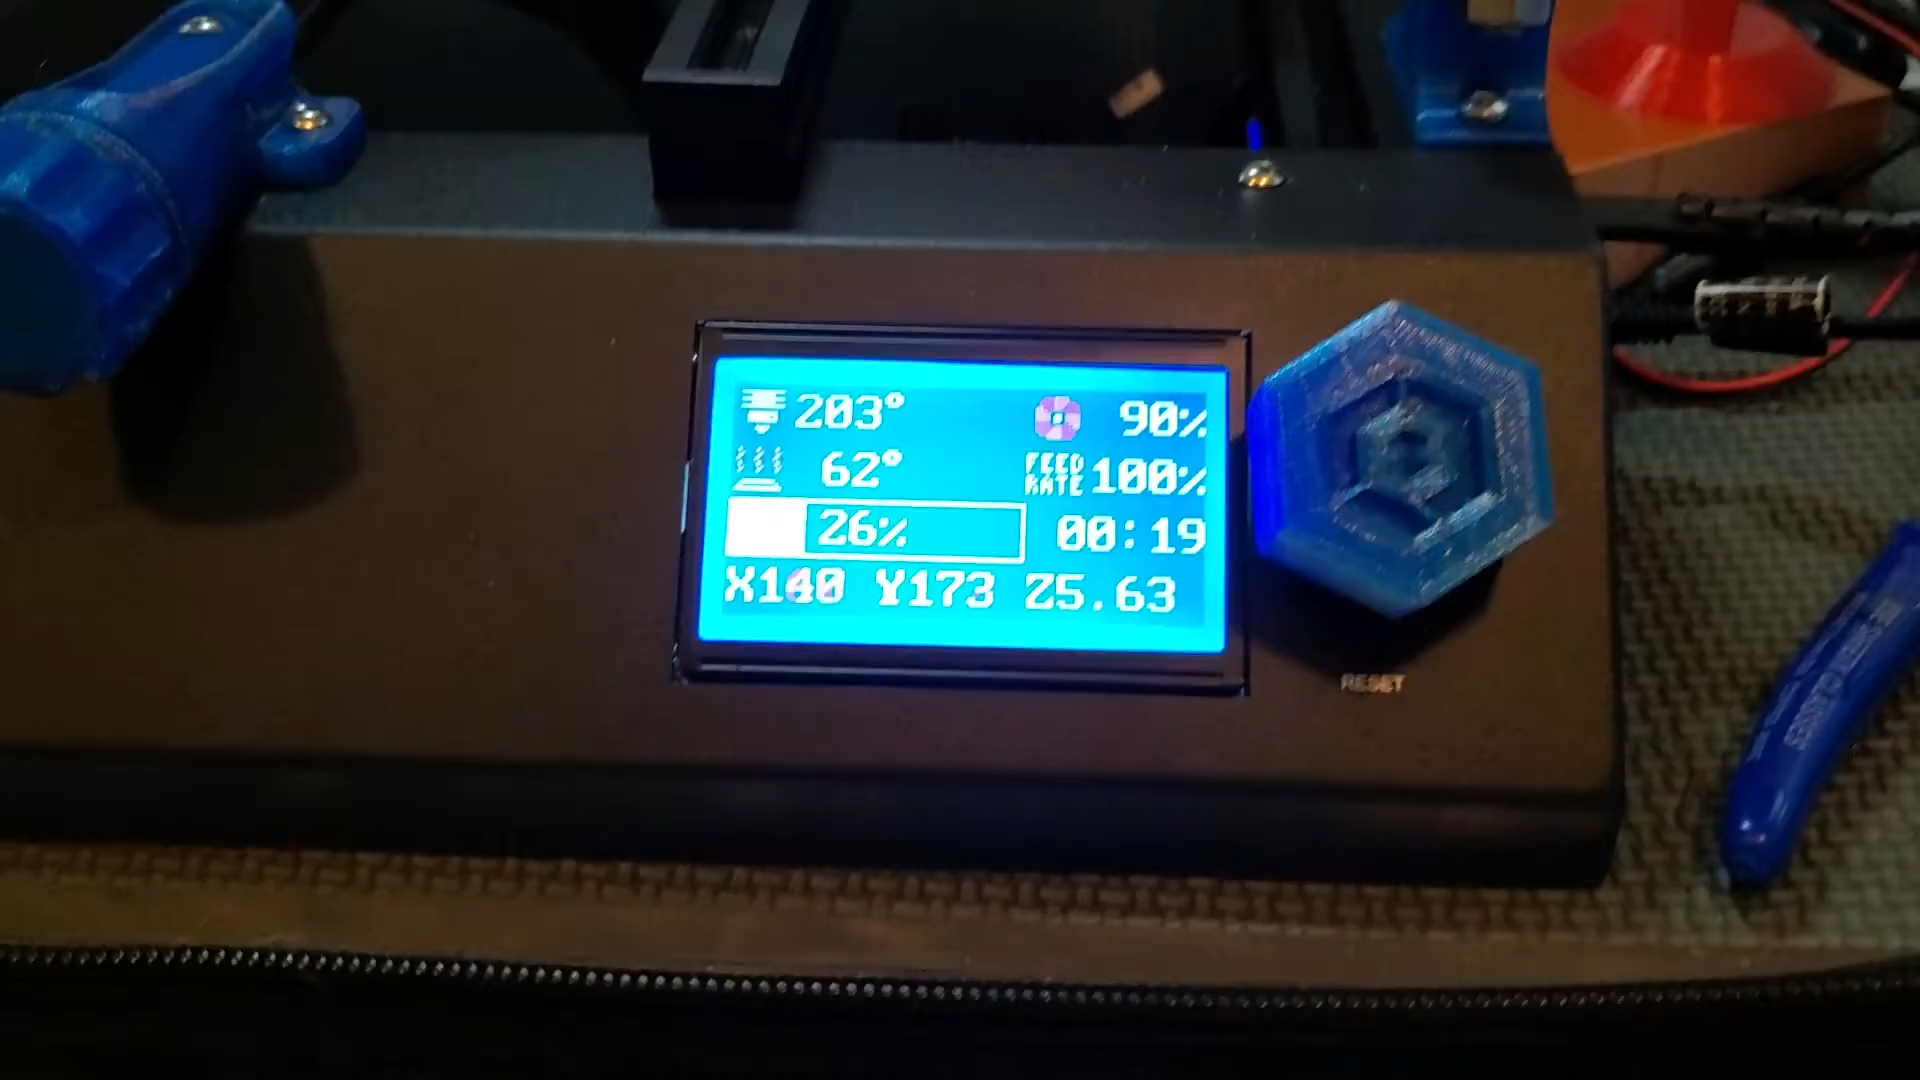 203° 90%
62° FEED RATE 100%
26% 00:19
X140 Y173 Z5.63
RESET